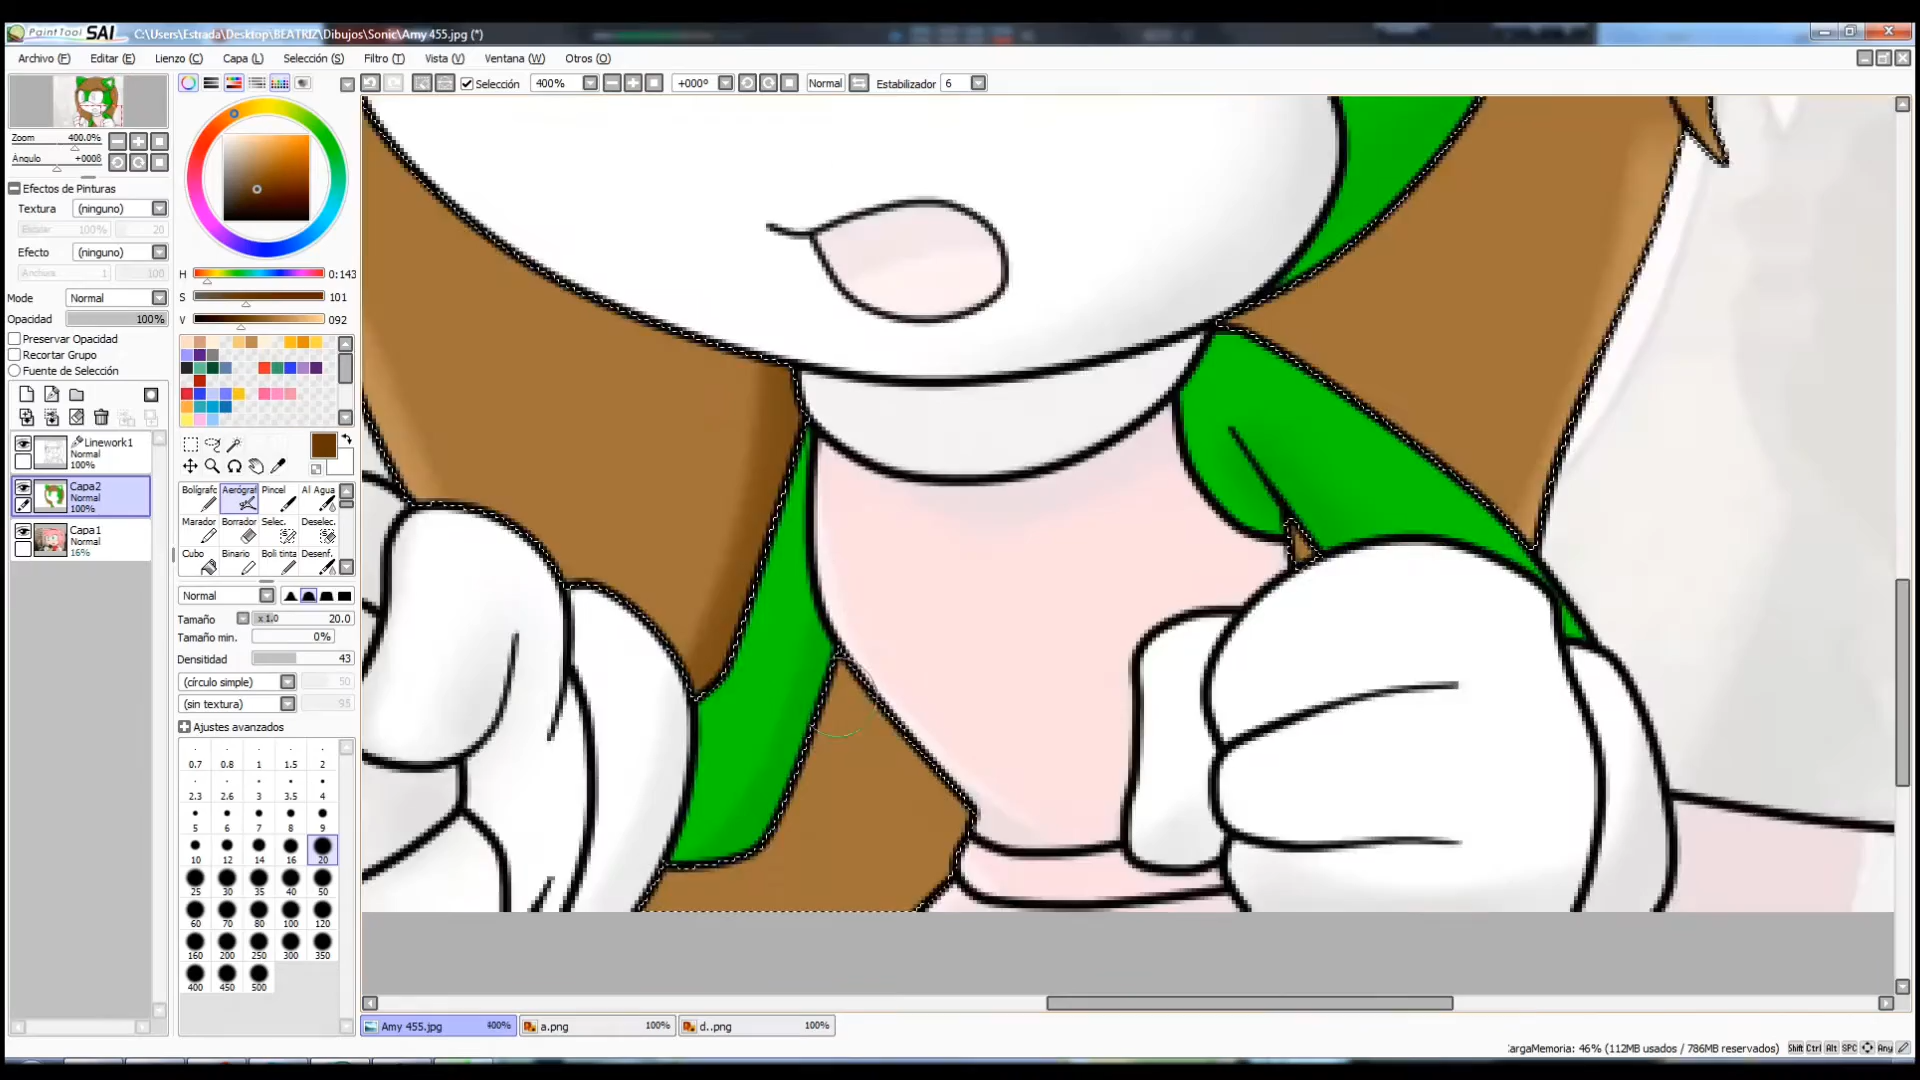 PaintTool SAI C:\Users\Estrada\Desktop\BEATRIZ\Dibujos\Sonic\Amy 455.jpg (*)
Archivo (F) Editar (E) Lienzo (C) Capa (L) Selección (S) Filtro (T) Vista (V) Ventana (W) Otros (O)
Selección 400% +000º Normal Estabilizador 6
Zoom 400.0%
Ángulo +0008
Efectos de Pinturas
Textura (ninguno)
Escalar 100% 20
Efecto (ninguno)
Anchura 1 100
Mode Normal
Opacidad 100%
Preservar Opacidad
Recortar Grupo
Fuente de Selección
Linework1
Normal
100%
Capa2
Normal
100%
Capa1
Normal
16%
H 0:143
S 101
V 092
Bolígrafc Aerógraf Pincel Al Agua
Marador Borrador Selec. Deselec.
Cubo Binario Boli tinta Desenf.
Normal
Tamaño x 1.0 20.0
Tamaño min. 0%
Densitidad 43
(círculo simple) 50
(sin textura) 95
Ajustes avanzados
0.7 0.8 1 1.5 2
2.3 2.6 3 3.5 4
5 6 7 8 9
10 12 14 16 20
25 30 35 40 50
60 70 80 100 120
160 200 250 300 350
400 450 500
Amy 455.jpg 400% a.png 100% d..png 100%
CargaMemoria: 46% (112MB usados / 786MB reservados) Shift Ctrl Alt SPC Any